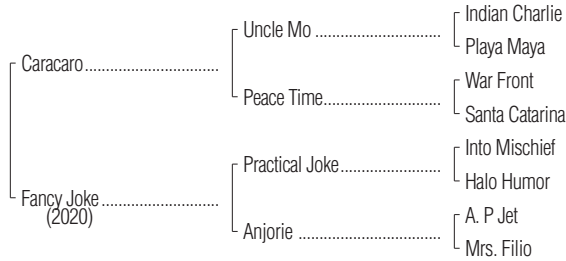 Indian Charlie
Uncle Mo
Playa Maya
Caracaro
War Front
Peace Time
Santa Catarina
Into Mischief
Practical Joke
Halo Humor
Fancy Joke
(2020)
A. P Jet
Anjorie
Mrs. Filio